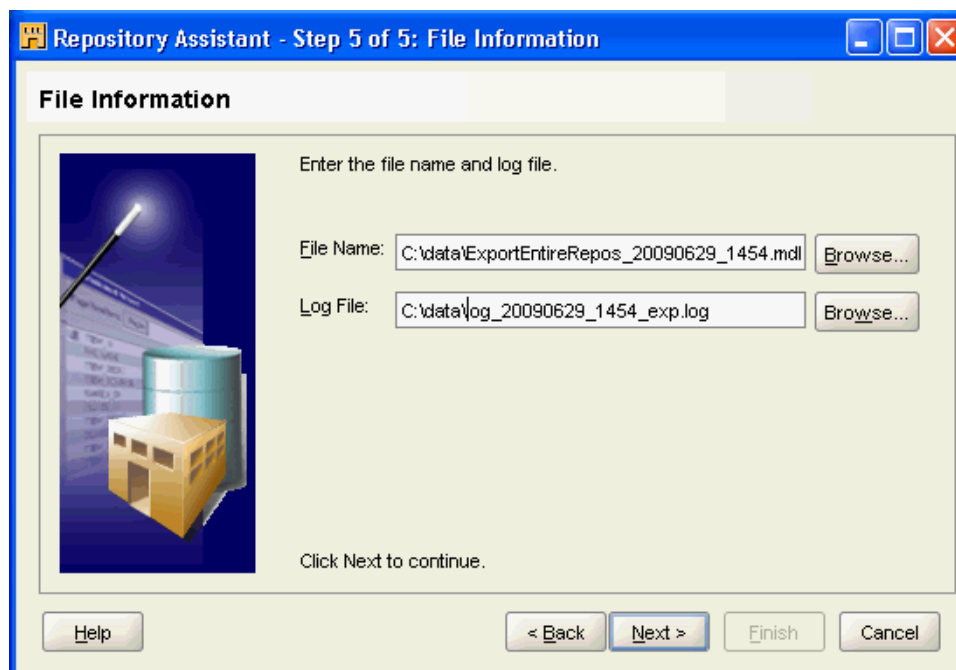 Repository Assistant - Step 5 of 5: File Information
File Information
Enter the file name and log file.
File Name: C:\data\ExportEntireRepos_20090629_1454.mdl Browse...
Log File: C:\data\log_20090629_1454_exp.log Browse...
Click Next to continue.
Help < Back Next > Finish Cancel